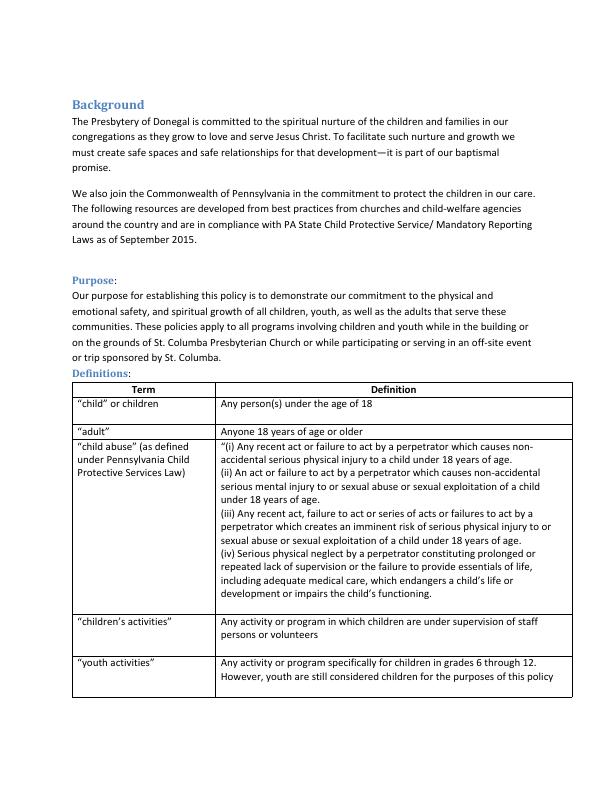 Background
The Presbytery of Donegal is committed to the spiritual nurture of the children and families in our
congregations as they grow to love and serve Jesus Christ. To facilitate such nurture and growth we
must create safe spaces and safe relationships for that development—it is part of our baptismal
promise.
We also join the Commonwealth of Pennsylvania in the commitment to protect the children in our care.
The following resources are developed from best practices from churches and child-welfare agencies
around the country and are in compliance with PA State Child Protective Service/ Mandatory Reporting
Laws as of September 2015.
Purpose:
Our purpose for establishing this policy is to demonstrate our commitment to the physical and
emotional safety, and spiritual growth of all children, youth, as well as the adults that serve these
communities. These policies apply to all programs involving children and youth while in the building or
on the grounds of St. Columba Presbyterian Church or while participating or serving in an off-site event
or trip sponsored by St. Columba.
Definitions:
Term Definition
“child” or children Any person(s) under the age of 18
“adult” Anyone 18 years of age or older
“child abuse” (as defined
under Pennsylvania Child
Protective Services Law)
“(i) Any recent act or failure to act by a perpetrator which causes non-
accidental serious physical injury to a child under 18 years of age.
(ii) An act or failure to act by a perpetrator which causes non-accidental
serious mental injury to or sexual abuse or sexual exploitation of a child
under 18 years of age.
(iii) Any recent act, failure to act or series of acts or failures to act by a
perpetrator which creates an imminent risk of serious physical injury to or
sexual abuse or sexual exploitation of a child under 18 years of age.
(iv) Serious physical neglect by a perpetrator constituting prolonged or
repeated lack of supervision or the failure to provide essentials of life,
including adequate medical care, which endangers a child’s life or
development or impairs the child’s functioning.
“children’s activities” Any activity or program in which children are under supervision of staff
persons or volunteers
“youth activities” Any activity or program specifically for children in grades 6 through 12.
However, youth are still considered children for the purposes of this policy